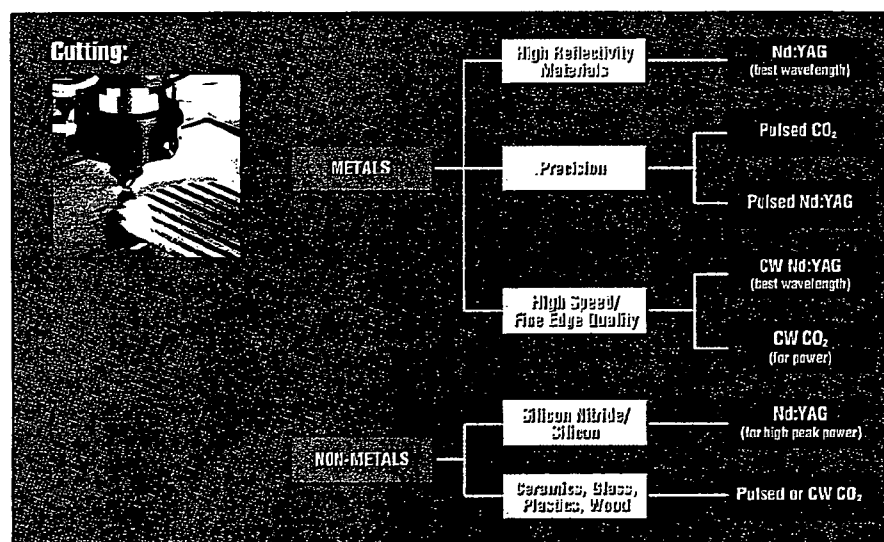 Cutting:
High Reflectivity
Materials
Nd:YAG
(best wavelength)
Pulsed CO₂
METALS
Precision
Pulsed Nd:YAG
CW Nd:YAG
(best wavelength)
High Speed/
Fine Edge Quality
CW CO₂
(for power)
Silicon Nitride/
Silicon
Nd:YAG
(for high peak power)
NON-METALS
Ceramics, Glass,
Plastics, Wood
Pulsed or CW CO₂